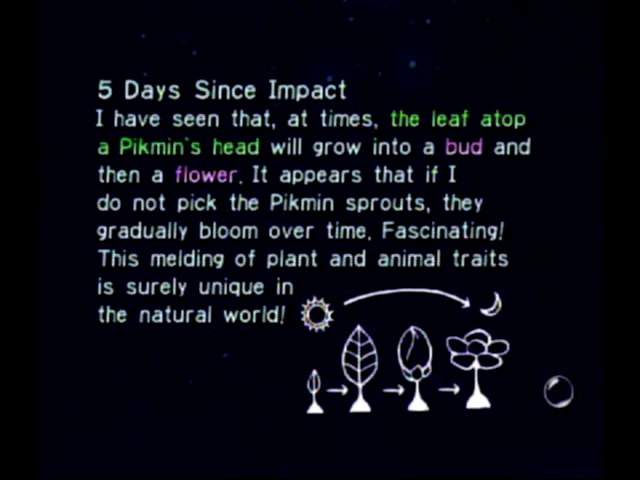 5 Days Since Impact
I have seen that, at times, the leaf atop
a Pikmin's head will grow into a bud and
then a flower. It appears that if I
do not pick the Pikmin sprouts, they
gradually bloom over time. Fascinating!
This melding of plant and animal traits
is surely unique in
the natural world!